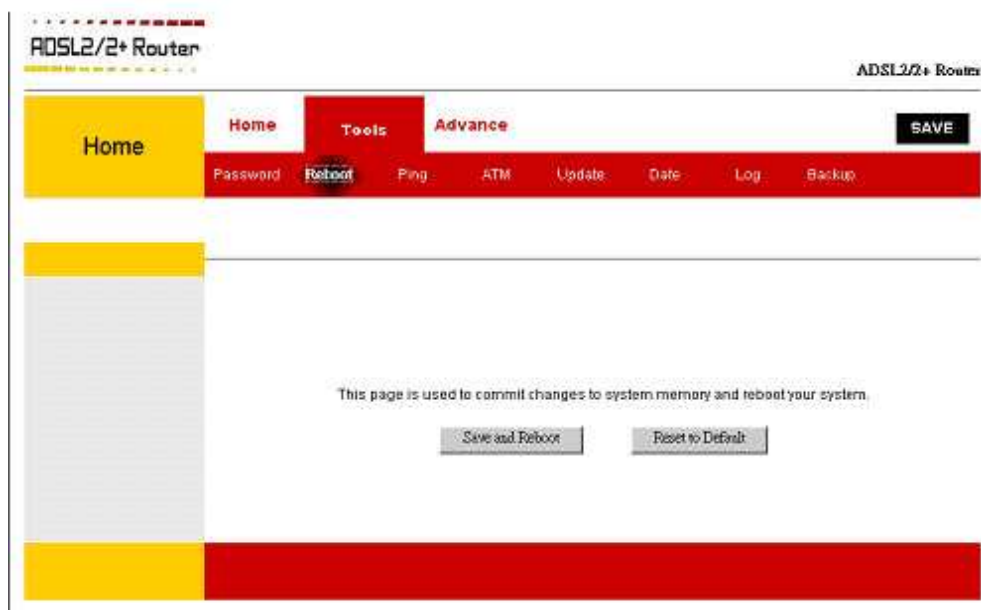 ADSL2/2+ Router
ADSL2/2+ Router
Home
Home Tools Advance
SAVE
Password Reboot Ping ATM Update Date Log Backup
This page is used to commit changes to system memory and reboot your system.
Save and Reboot Reset to Default